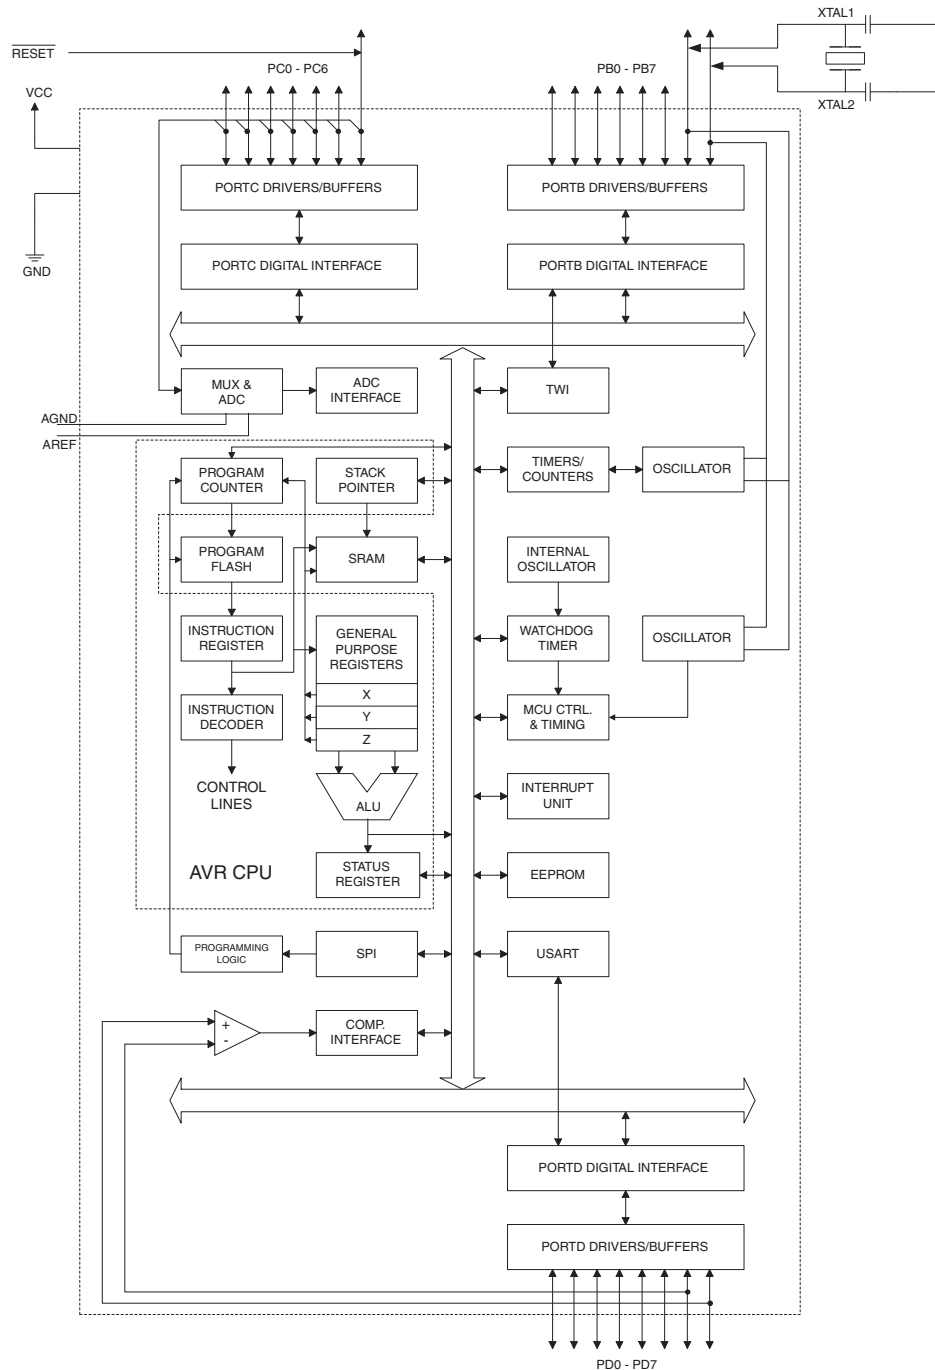 XTAL1
RESET
PC0 - PC6
PB0 - PB7
VCC
XTAL2
PORTC DRIVERS/BUFFERS
PORTB DRIVERS/BUFFERS
GND
PORTC DIGITAL INTERFACE
PORTB DIGITAL INTERFACE
MUX &
ADC
ADC
INTERFACE
TWI
AGND
AREF
PROGRAM
COUNTER
STACK
POINTER
TIMERS/
COUNTERS
OSCILLATOR
PROGRAM
FLASH
SRAM
INTERNAL
OSCILLATOR
INSTRUCTION
REGISTER
GENERAL
PURPOSE
REGISTERS
WATCHDOG
TIMER
OSCILLATOR
X
Y
Z
INSTRUCTION
DECODER
MCU CTRL.
& TIMING
CONTROL
LINES
ALU
INTERRUPT
UNIT
AVR CPU
STATUS
REGISTER
EEPROM
PROGRAMMING
LOGIC
SPI
USART
+
-
COMP.
INTERFACE
PORTD DIGITAL INTERFACE
PORTD DRIVERS/BUFFERS
PD0 - PD7